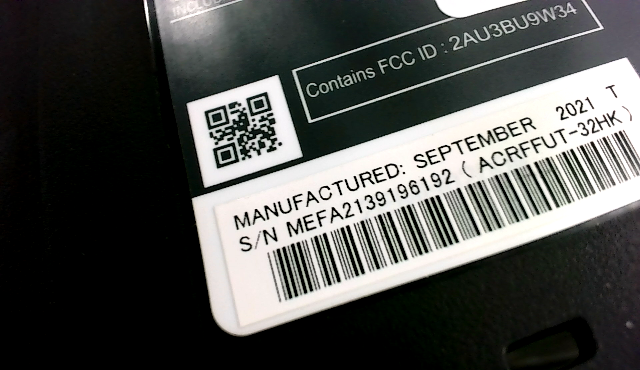 Contains FCC ID : 2AU3BU9W34
MANUFACTURED: SEPTEMBER 2021 T
S/N MEFA2139196192 ( ACRFFUT-32HK )